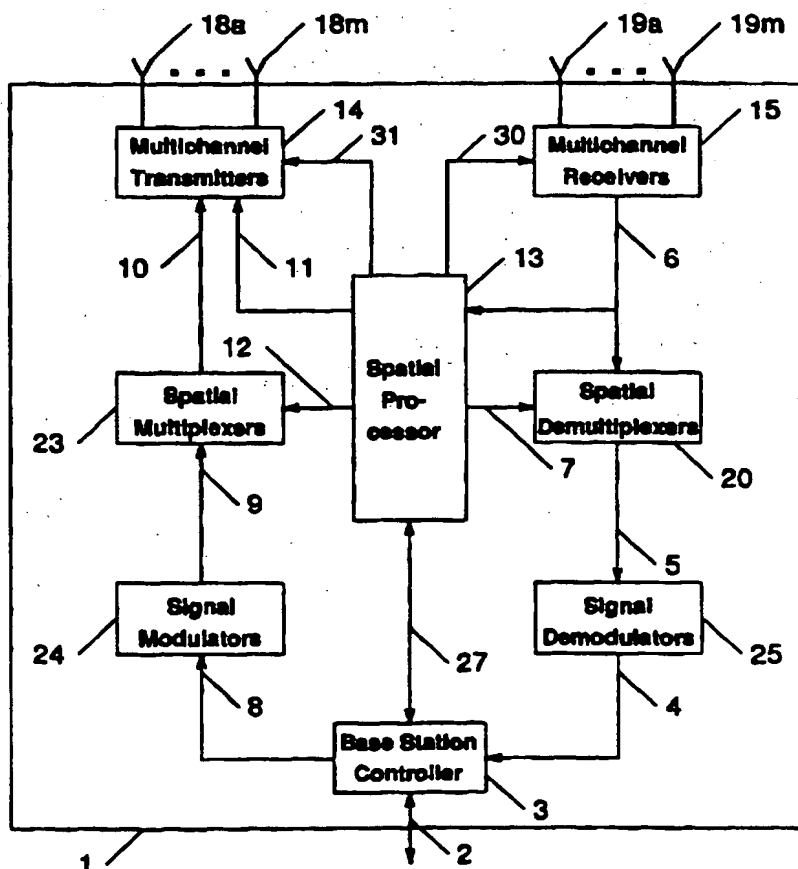 18a 18m 19a 19m
14 31 30 15
Multichannel
Transmitters
Multichannel
Receivers
10 11 13 6
12
Spatial
Pro-
cessor
Spatial
Multiplexers
Spatial
Demultiplexers
23 9 7 20
5
Signal
Modulators
Signal
Demodulators
24 8 27 4 25
Base Station
Controller
3
1 2